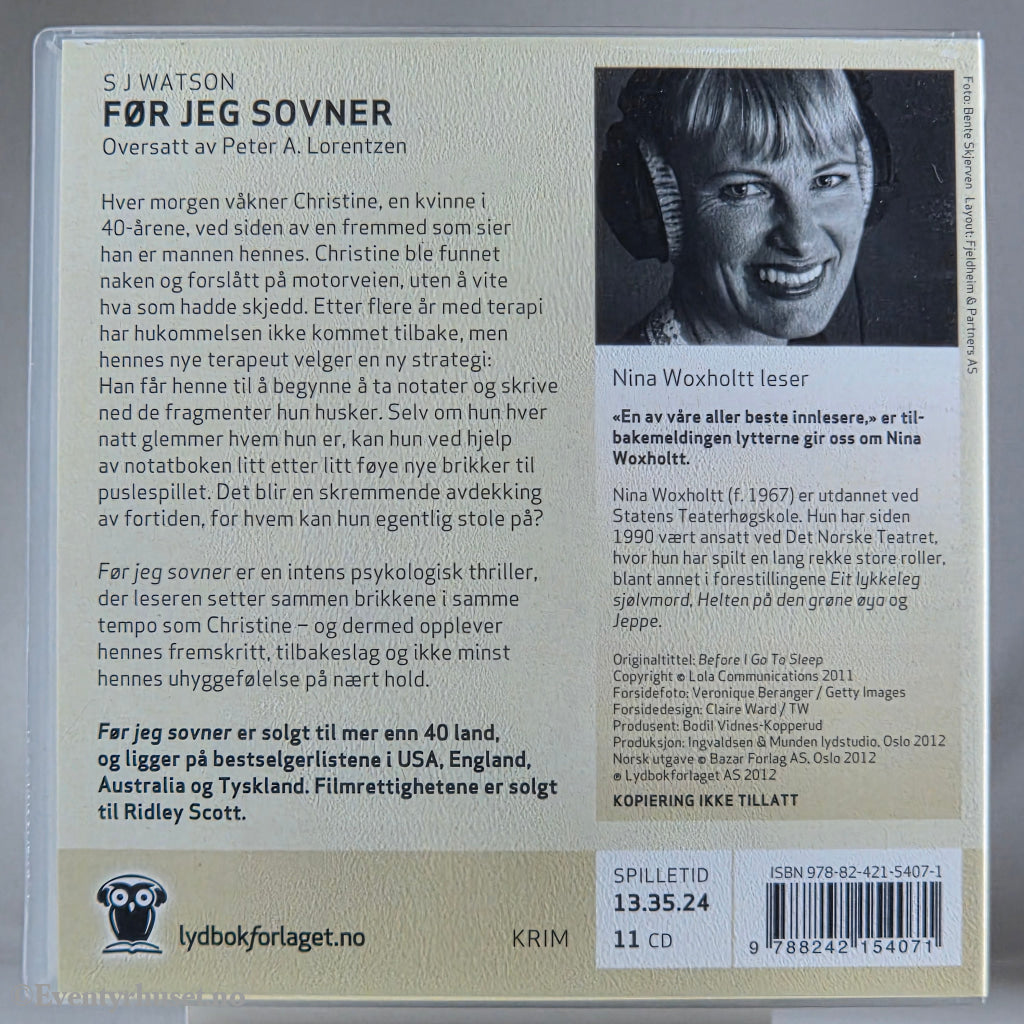 S J WATSON
FØR JEG SOVNER
Oversatt av Peter A. Lorentzen
Hver morgen våkner Christine, en kvinne i
40-årene, ved siden av en fremmed som sier
han er mannen hennes. Christine ble funnet
naken og forslått på motorveien, uten å vite
hva som hadde skjedd. Etter flere år med terapi
har hukommelsen ikke kommet tilbake, men
hennes nye terapeut velger en ny strategi:
Han får henne til å begynne å ta notater og skrive
ned de fragmenter hun husker. Selv om hun hver
natt glemmer hvem hun er, kan hun ved hjelp
av notatboken litt etter litt føye nye brikker til
puslespillet. Det blir en skremmende avdekking
av fortiden, for hvem kan hun egentlig stole på?
Før jeg sovner er en intens psykologisk thriller,
der leseren setter sammen brikkene i samme
tempo som Christine – og dermed opplever
hennes fremskritt, tilbakeslag og ikke minst
hennes uhyggefølelse på nært hold.
Før jeg sovner er solgt til mer enn 40 land,
og ligger på bestselgerlistene i USA, England,
Australia og Tyskland. Filmrettighetene er solgt
til Ridley Scott.
lydbokforlaget.no
KRIM
Foto: Bente Skjerven Layout: Fjeldheim & Partners AS
Nina Woxholtt leser
«En av våre aller beste innlesere,» er til-
bakemeldingen lytterne gir oss om Nina
Woxholtt.
Nina Woxholtt (f. 1967) er utdannet ved
Statens Teaterhøgskole. Hun har siden
1990 vært ansatt ved Det Norske Teatret,
hvor hun har spilt en lang rekke store roller,
blant annet i forestillingene Eit lykkeleg
sjølvmord, Helten på den grøne øya og
Jeppe.
Originaltittel: Before I Go To Sleep
Copyright © Lola Communications 2011
Forsidefoto: Veronique Beranger / Getty Images
Forsidedesign: Claire Ward / TW
Produsent: Bodil Vidnes-Kopperud
Produksjon: Ingvaldsen & Munden lydstudio, Oslo 2012
Norsk utgave © Bazar Forlag AS, Oslo 2012
℗ Lydbokforlaget AS 2012
KOPIERING IKKE TILLATT
SPILLETID
13.35.24
11 CD
ISBN 978-82-421-5407-1
9 788242 154071
©Eventyrhuset.no